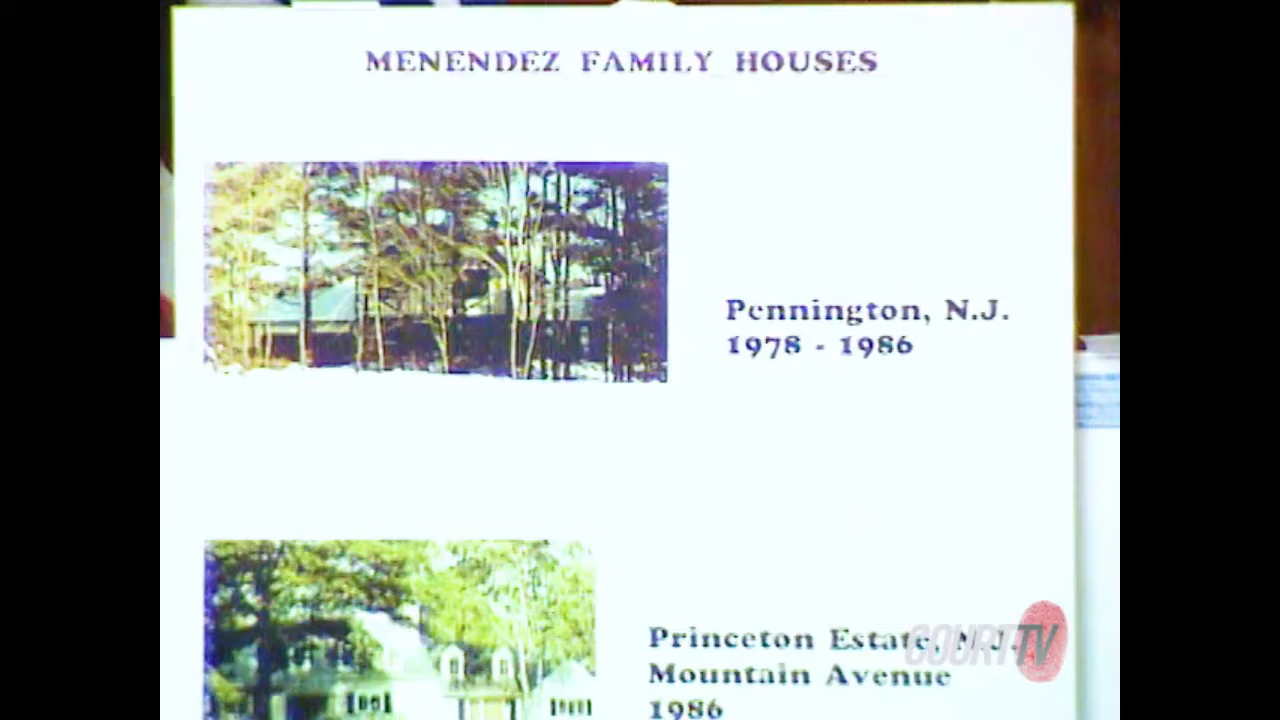 MENENDEZ FAMILY HOUSES
Pennington, N.J.
1978 - 1986
Princeton Estate, N.J.
Mountain Avenue
1986
COURT TV